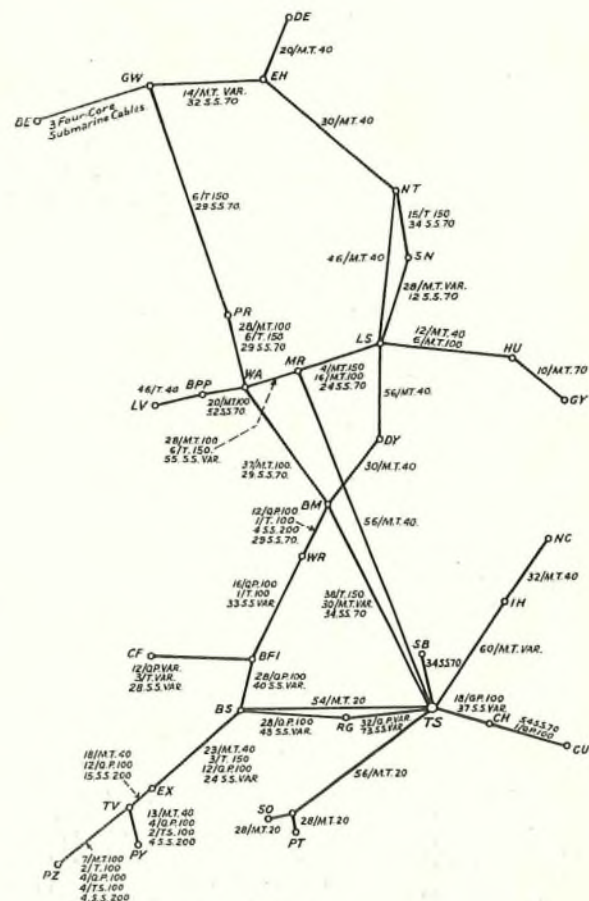 DE
20/M.T.40
GW
EH
14/M.T. VAR.
32 S.S.70
BE
3 Four-Core
Submarine Cables.
30/M.T.40
NT
6/T.150
29 S.S.70.
15/T 150
34 S.S.70
46/M.T.40
SN
28/M.T.VAR.
12 S.S.70
PR
28/M.T.100
6/T.150
29 S.S.70
LS
12/M.T.40
6/M.T.100
HU
MR
4/M.T.150
16/M.T.100
24 S.S.70
10/M.T.70
GY
WA
46/T.40
BPP
LV
20/M.T.100
52 S.S.70.
56/M.T.40.
28/M.T.100
6/T.150.
55. S.S. VAR.
DY
37/M.T.100.
29.S.S.70.
30/M.T.40
BM
12/Q.P.100
1/T.100
4 S.S.200
29 S.S.70.
56/M.T.40.
NC
WR
32/M.T.40
16/Q.P.100
1/T.100
33 S.S.VAR.
38/T.150
30/M.T.VAR.
34.S.S.70
IH
CF
BFI
SB
34.S.S.70
60/M.T.VAR.
12/Q.P.VAR.
3/T.VAR.
28 S.S.VAR.
28/Q.P.100
40 S.S.VAR.
BS
54/M.T.20
TS
18/Q.P.100
37 S.S.VAR.
28/Q.P.100
43 S.S.VAR.
RG
32/Q.P.VAR.
73 S.S.VAR.
CH
54 S.S.70
1/Q.P.100
CU
18/M.T.40
12/Q.P.100
15.S.S.200
23/M.T.40
3/T.150
12/Q.P.100
24 S.S.VAR.
56/M.T.20
EX
TV
13/M.T.40
4/Q.P.100
2/T.S.100
4 S.S.200
SO
28/M.T.20
28/M.T.20
PT
PY
PZ
7/M.T.100
2/T.100
4/Q.P.100
4/T.S.100
4.S.S.200